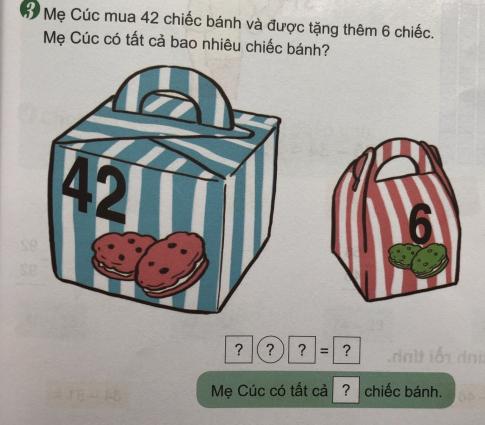 3 Mẹ Cúc mua 42 chiếc bánh và được tặng thêm 6 chiếc.
Mẹ Cúc có tất cả bao nhiêu chiếc bánh?
42
6
? ? ? = ?
Mẹ Cúc có tất cả ? chiếc bánh.